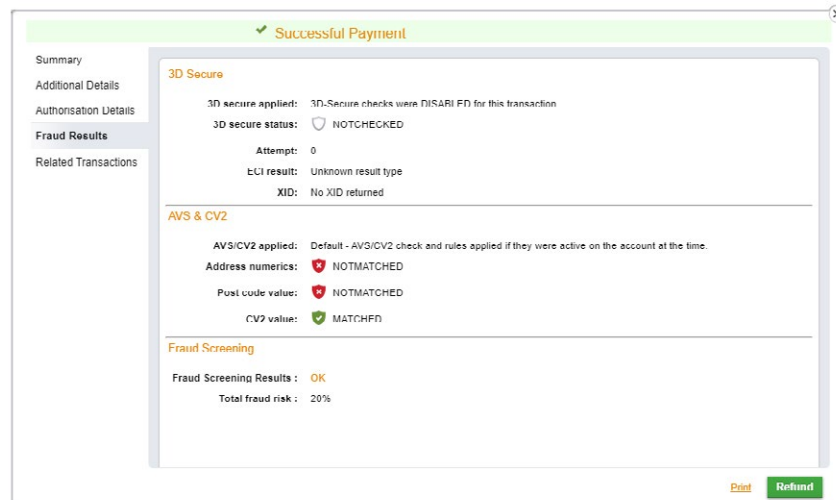 Successful Payment
Summary
Additional Details
Authorisation Details
Fraud Results
Related Transactions
3D Secure
3D secure applied: 3D-Secure checks were DISABLED for this transaction
3D secure status: NOTCHECKED
Attempt: 0
ECI result: Unknown result type
XID: No XID returned
AVS & CV2
AVS/CV2 applied: Default - AVS/CV2 check and rules applied if they were active on the account at the time.
Address numerics: NOTMATCHED
Post code value: NOTMATCHED
CV2 value: MATCHED
Fraud Screening
Fraud Screening Results : OK
Total fraud risk : 20%
Print Refund